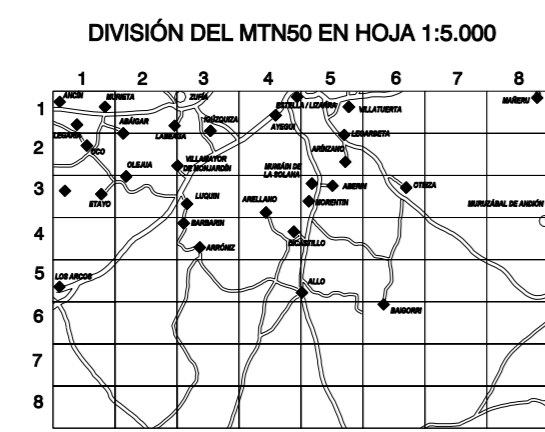 DIVISIÓN DEL MTN50 EN HOJA 1:5.000
1 2 3 4 5 6 7 8
1
ANCÍN
MURIETA
ZUFÍA
ESTELLA / LIZARRA
VILLATUERTA
MAÑERU
LEGARIA
ABÁIGAR
LABEAGA
IGÚZQUIZA
AYEGUI
LEGARDETA
2
OCO
OLEJUA
VILLAMAYOR
DE MONJARDÍN
ARÍNZANO
MUNIÁIN DE
LA SOLANA
3
ETAYO
LUQUIN
ARELLANO
ABERIN
MORENTIN
OTEIZA
MURUZÁBAL DE ANDIÓN
4
BARBARIN
DICASTILLO
ARRÓNIZ
5
LOS ARCOS
ALLO
6
BAIGORRI
7
8